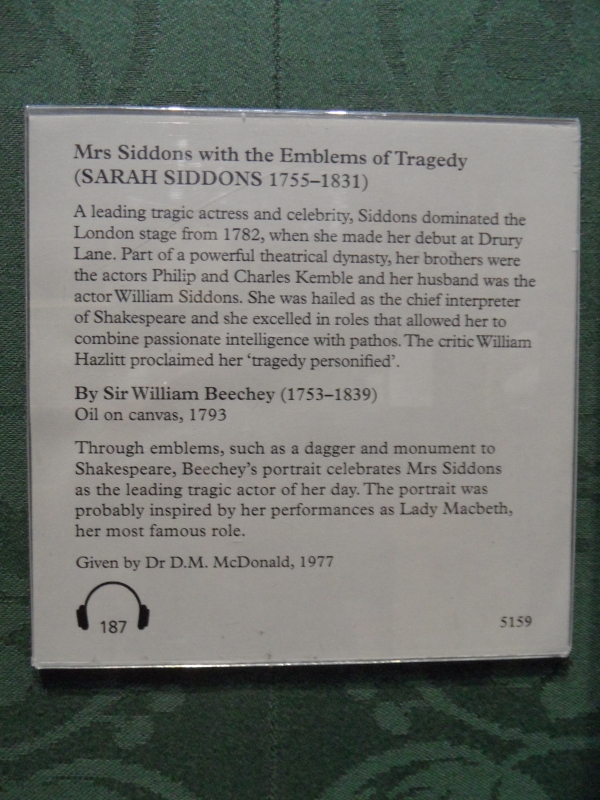 Mrs Siddons with the Emblems of Tragedy
(SARAH SIDDONS 1755–1831)
A leading tragic actress and celebrity, Siddons dominated the
London stage from 1782, when she made her debut at Drury
Lane. Part of a powerful theatrical dynasty, her brothers were
the actors Philip and Charles Kemble and her husband was the
actor William Siddons. She was hailed as the chief interpreter
of Shakespeare and she excelled in roles that allowed her to
combine passionate intelligence with pathos. The critic William
Hazlitt proclaimed her ‘tragedy personified’.
By Sir William Beechey (1753–1839)
Oil on canvas, 1793
Through emblems, such as a dagger and monument to
Shakespeare, Beechey’s portrait celebrates Mrs Siddons
as the leading tragic actor of her day. The portrait was
probably inspired by her performances as Lady Macbeth,
her most famous role.
Given by Dr D.M. McDonald, 1977
187
5159